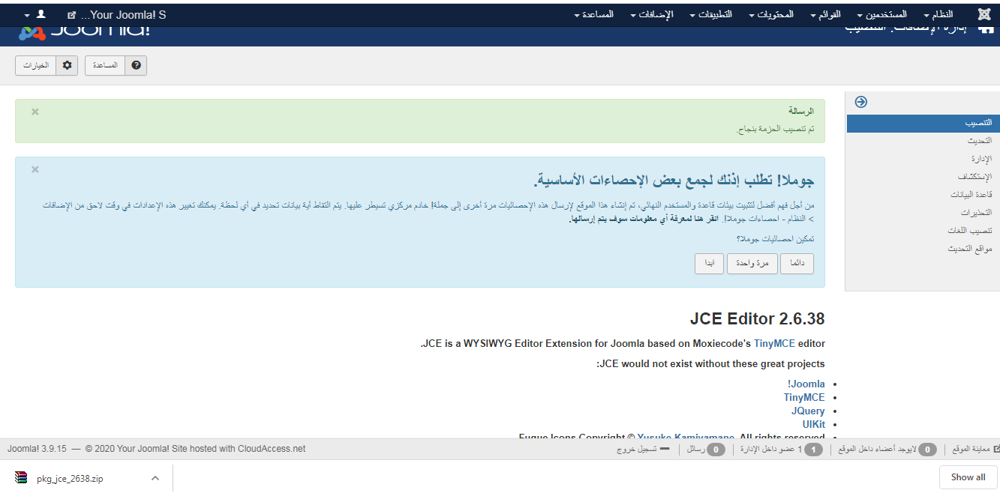 النظام
المستخدمين
القوائم
المحتويات
التطبيقات
الإضافات
المساعدة
Your Joomla! S...
إدارة الإضافات: التنصيب
Joomla!
المساعدة
الخيارات
التنصيب
التحديث
الإدارة
الإستكشاف
قاعدة البيانات
التحذيرات
تنصيب اللغات
مواقع التحديث
الرسالة
تم تنصيب الحزمة بنجاح.
جوملا! تطلب إذنك لجمع بعض الإحصاءات الأساسية.
من أجل فهم أفضل لتثبيت بيئات قاعدة والمستخدم النهائي، تم إنشاء هذا الموقع لإرسال هذه الإحصائيات مرة أخرى إلى جملة! خادم مركزي تسيطر عليها. يتم التقاط أية بيانات تحديد في أي لحظة. يمكنك تغيير هذه الإعدادات في وقت لاحق من الإضافات
> النظام - احصاءات جوملا!. انقر هنا لمعرفة أي معلومات سوف يتم إرسالها.
تمكين احصائيات جوملا؟
دائما
مرة واحدة
ابدا
JCE Editor 2.6.38
.JCE is a WYSIWYG Editor Extension for Joomla based on Moxiecode's TinyMCE editor
:JCE would not exist without these great projects
!Joomla
TinyMCE
JQuery
UIKit
Fugue Icons Copyright © Yusuke Kamiyamane. All rights reserved
معاينة الموقع
0 لايوجد أعضاء داخل الموقع
1 1 عضو داخل الإدارة
0 رسائل
تسجيل خروج
Joomla! 3.9.15 — © 2020 Your Joomla! Site hosted with CloudAccess.net
pkg_jce_2638.zip
Show all